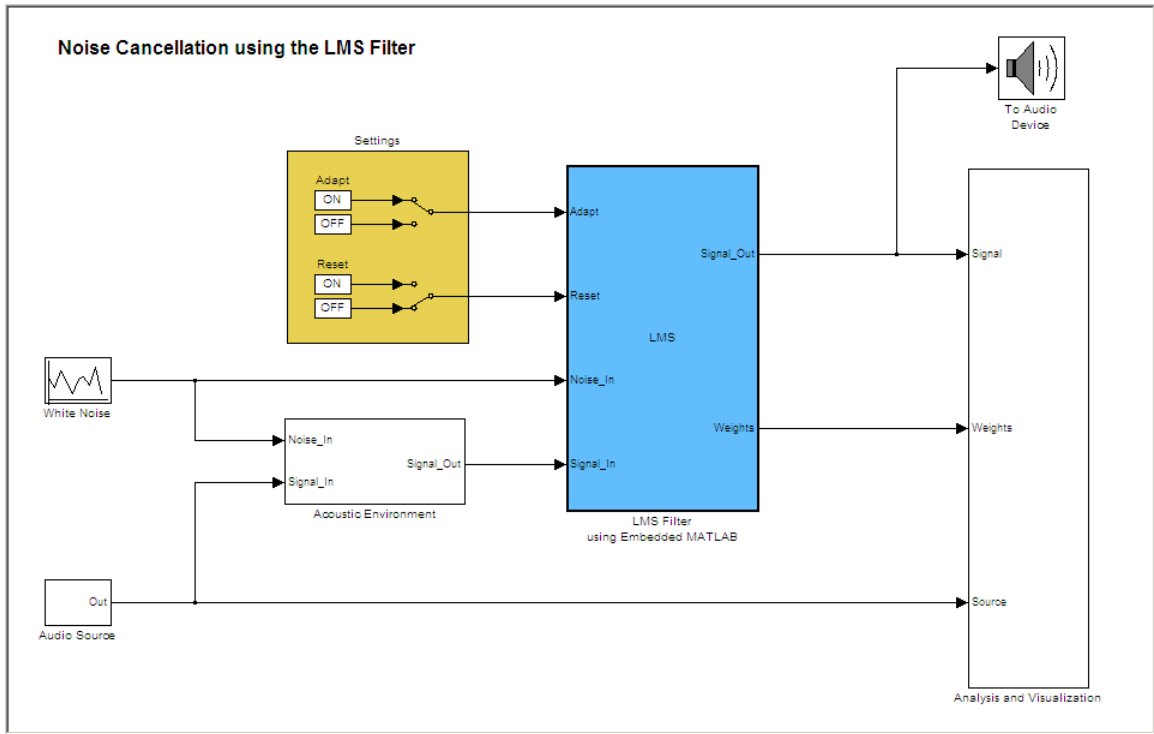 Noise Cancellation using the LMS Filter
To Audio
Device
Settings
Adapt
ON
OFF
Reset
ON
OFF
Adapt
Reset
Noise_In
Signal_In
LMS
Signal_Out
Weights
LMS Filter
using Embedded MATLAB
Signal
Weights
Source
Analysis and Visualization
White Noise
Noise_In
Signal_In
Signal_Out
Acoustic Environment
Out
Audio Source